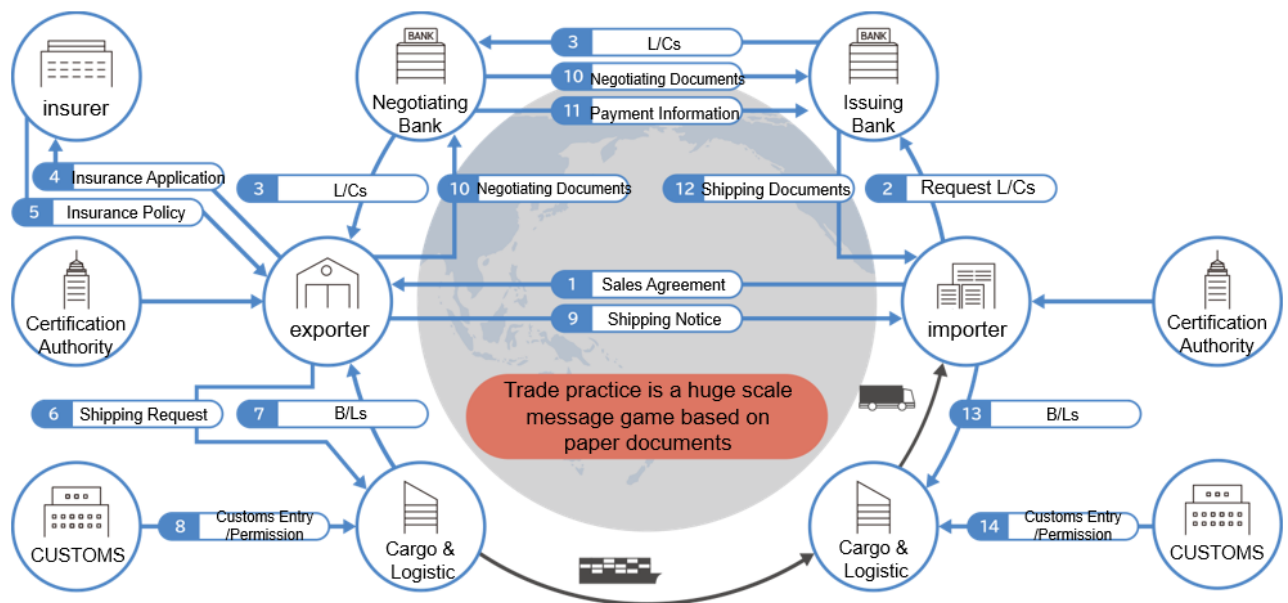 BANK
BANK
3 L/Cs
10 Negotiating Documents
11 Payment Information
insurer
Negotiating
Bank
Issuing
Bank
4 Insurance Application
5 Insurance Policy
3 L/Cs
10 Negotiating Documents
12 Shipping Documents
2 Request L/Cs
Certification
Authority
exporter
1 Sales Agreement
9 Shipping Notice
importer
Certification
Authority
Trade practice is a huge scale
message game based on
paper documents
6 Shipping Request
7 B/Ls
13 B/Ls
CUSTOMS
8 Customs Entry
/Permission
Cargo &
Logistic
Cargo &
Logistic
14 Customs Entry
/Permission
CUSTOMS